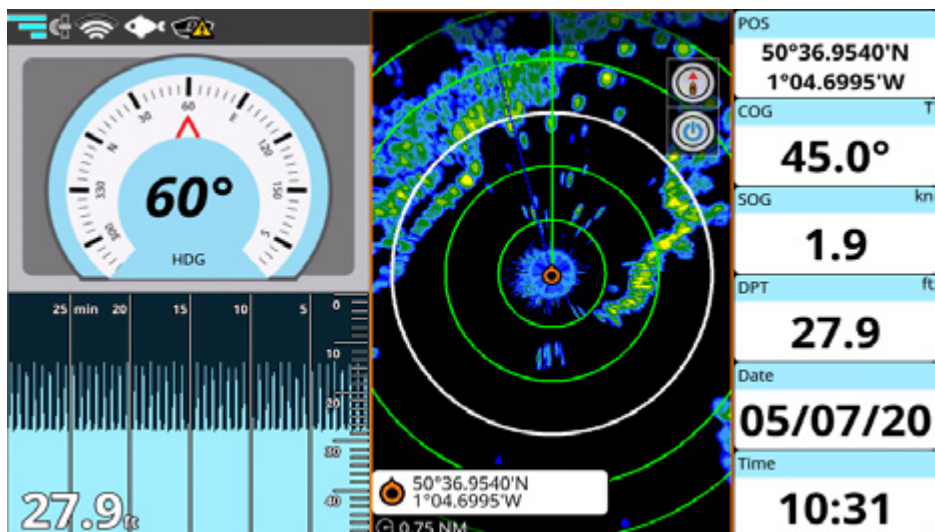 300
330
N
30
60
E
120
150
S
60°
HDG
25 min 20 15 10 5 0
10
20
30
40
27.9 ft
50°36.9540'N
1°04.6995'W
0.75 NM
POS
50°36.9540'N
1°04.6995'W
COG T
45.0°
SOG kn
1.9
DPT ft
27.9
Date
05/07/20
Time
10:31